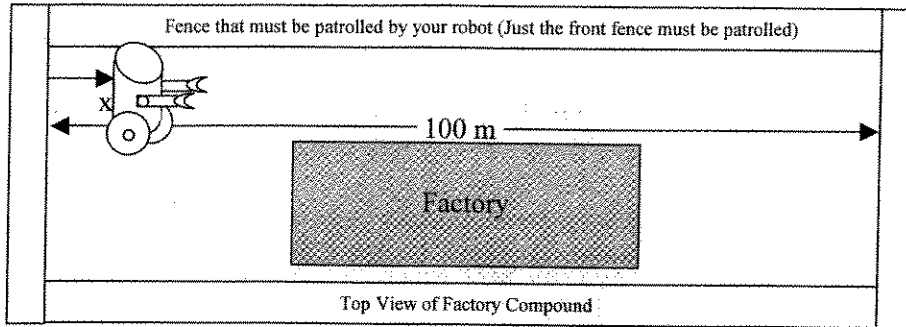 Fence that must be patrolled by your robot (Just the front fence must be patrolled)
x
100 m
Factory
Top View of Factory Compound